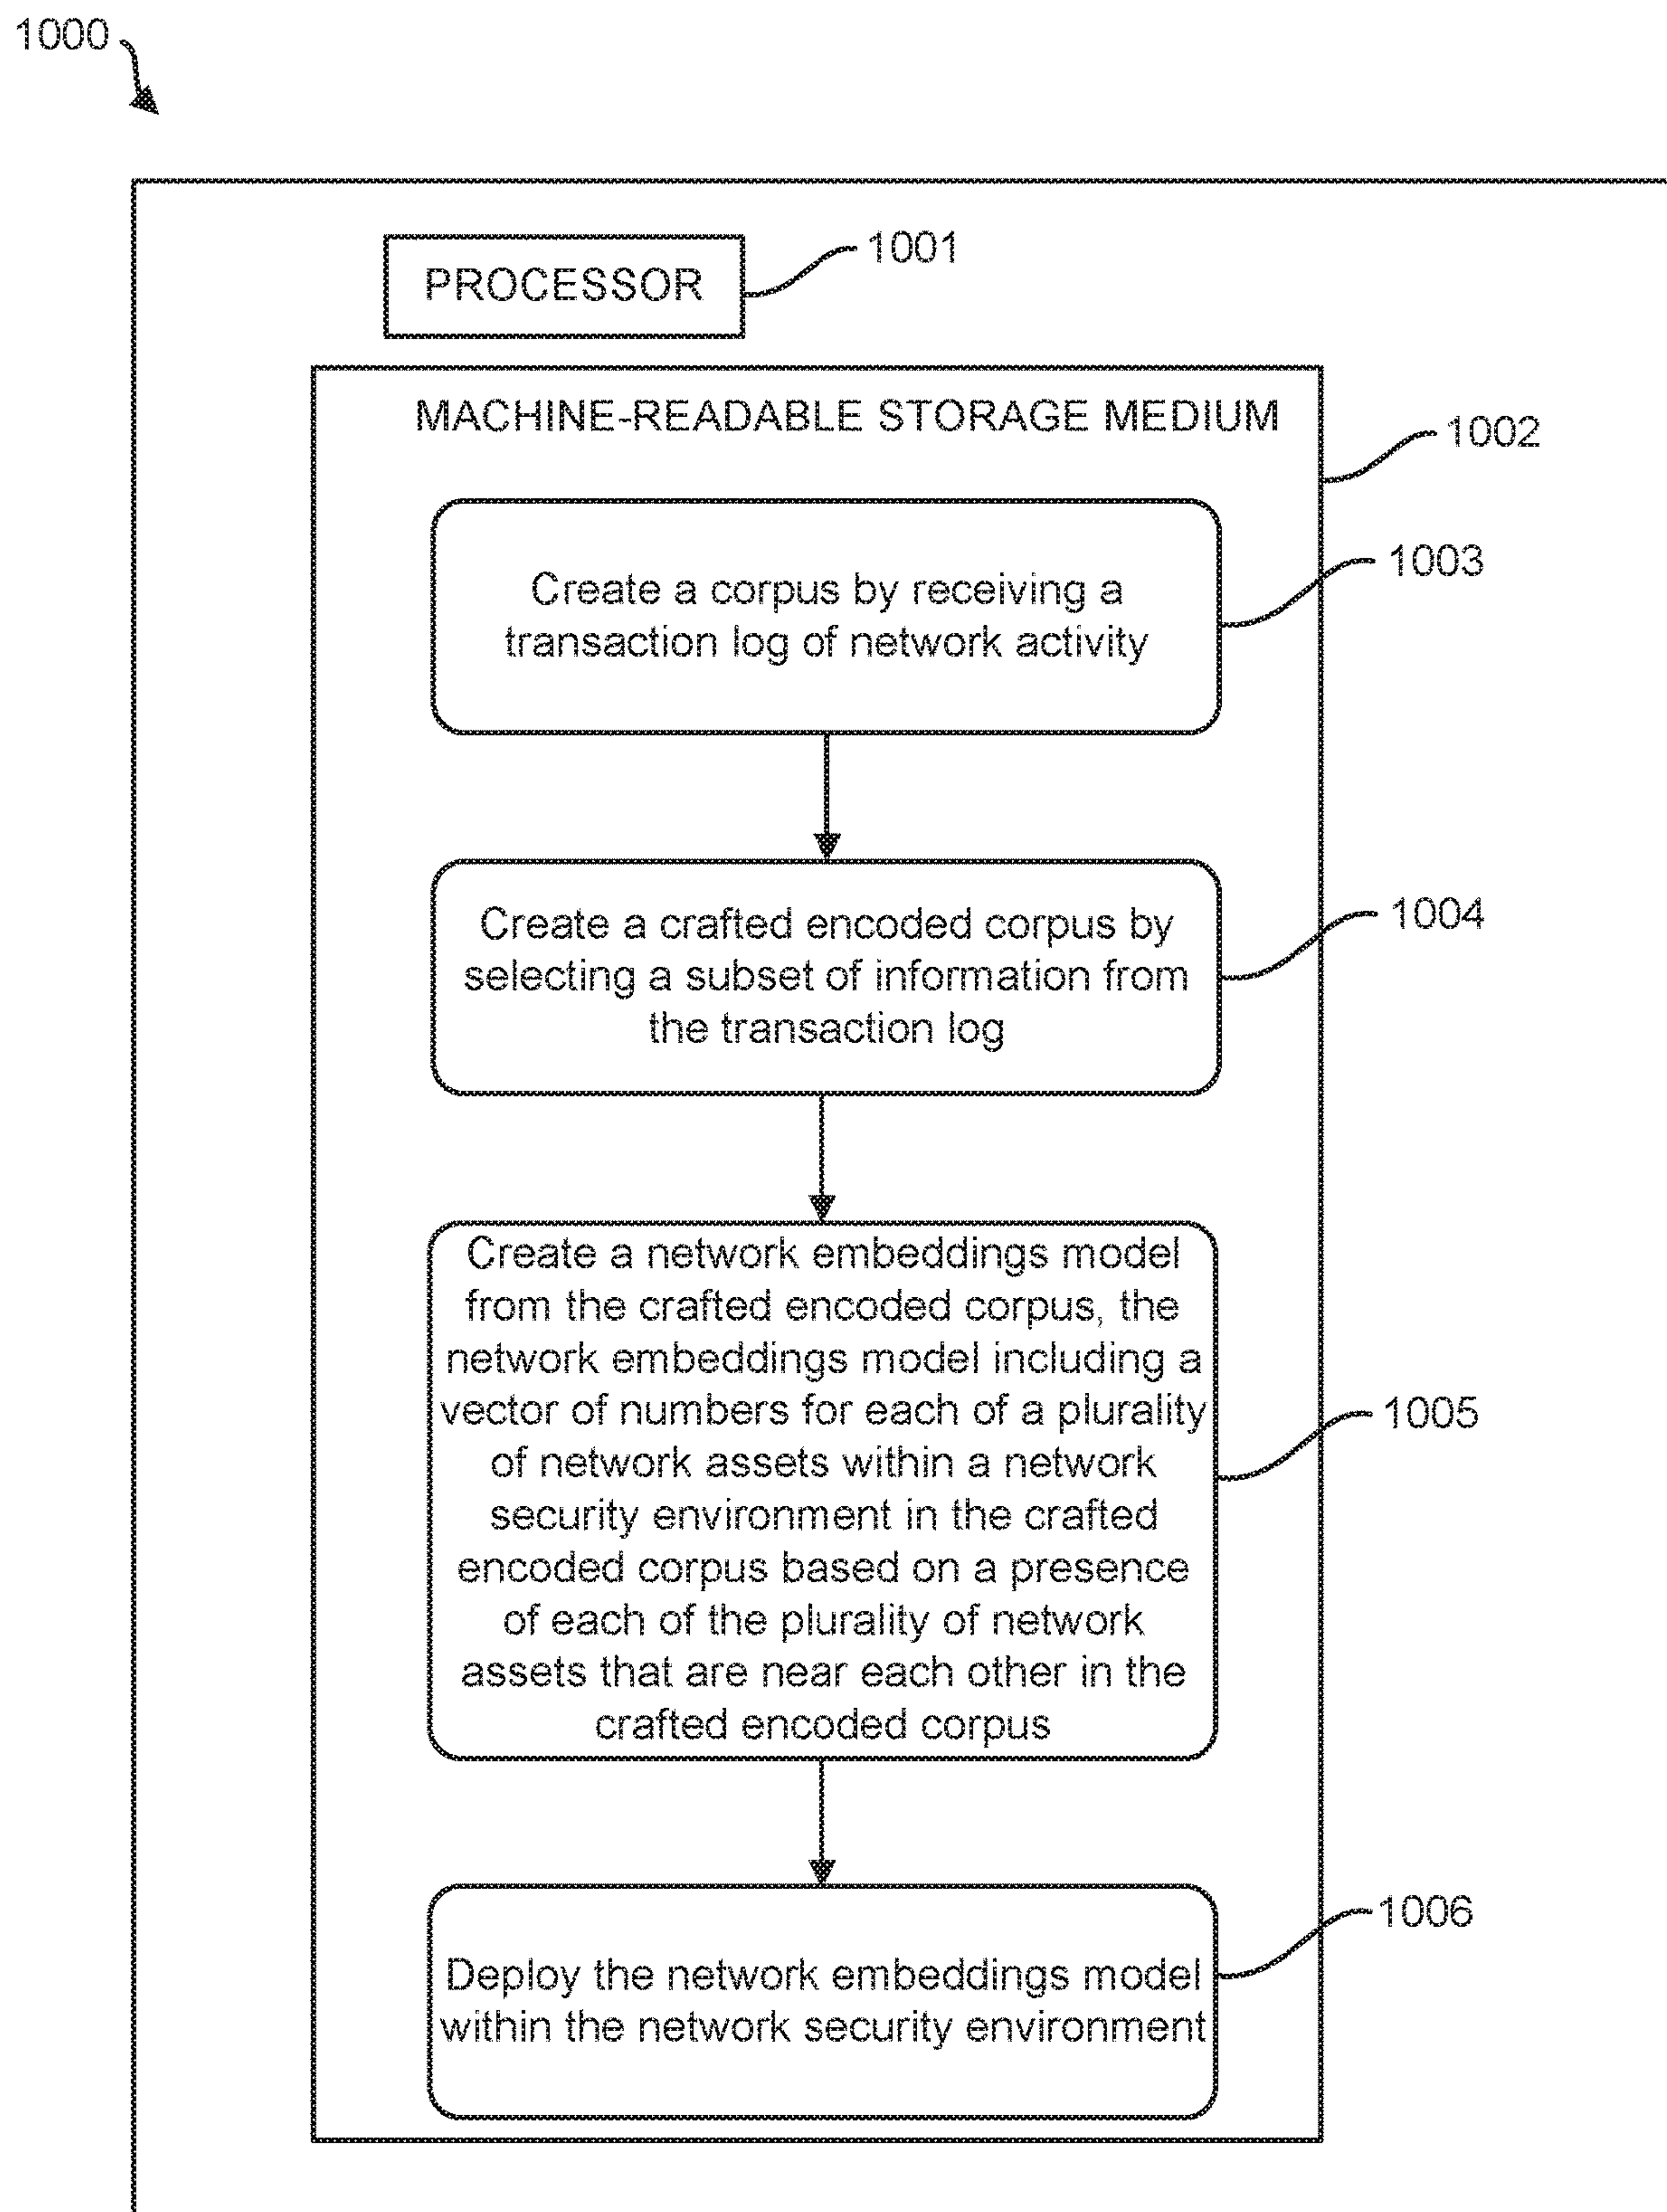 1000
PROCESSOR
1001
MACHINE-READABLE STORAGE MEDIUM
1002
Create a corpus by receiving a
transaction log of network activity
1003
Create a crafted encoded corpus by
selecting a subset of information from
the transaction log
1004
Create a network embeddings model
from the crafted encoded corpus, the
network embeddings model including a
vector of numbers for each of a plurality
of network assets within a network
security environment in the crafted
encoded corpus based on a presence
of each of the plurality of network
assets that are near each other in the
crafted encoded corpus
1005
Deploy the network embeddings model
within the network security environment
1006